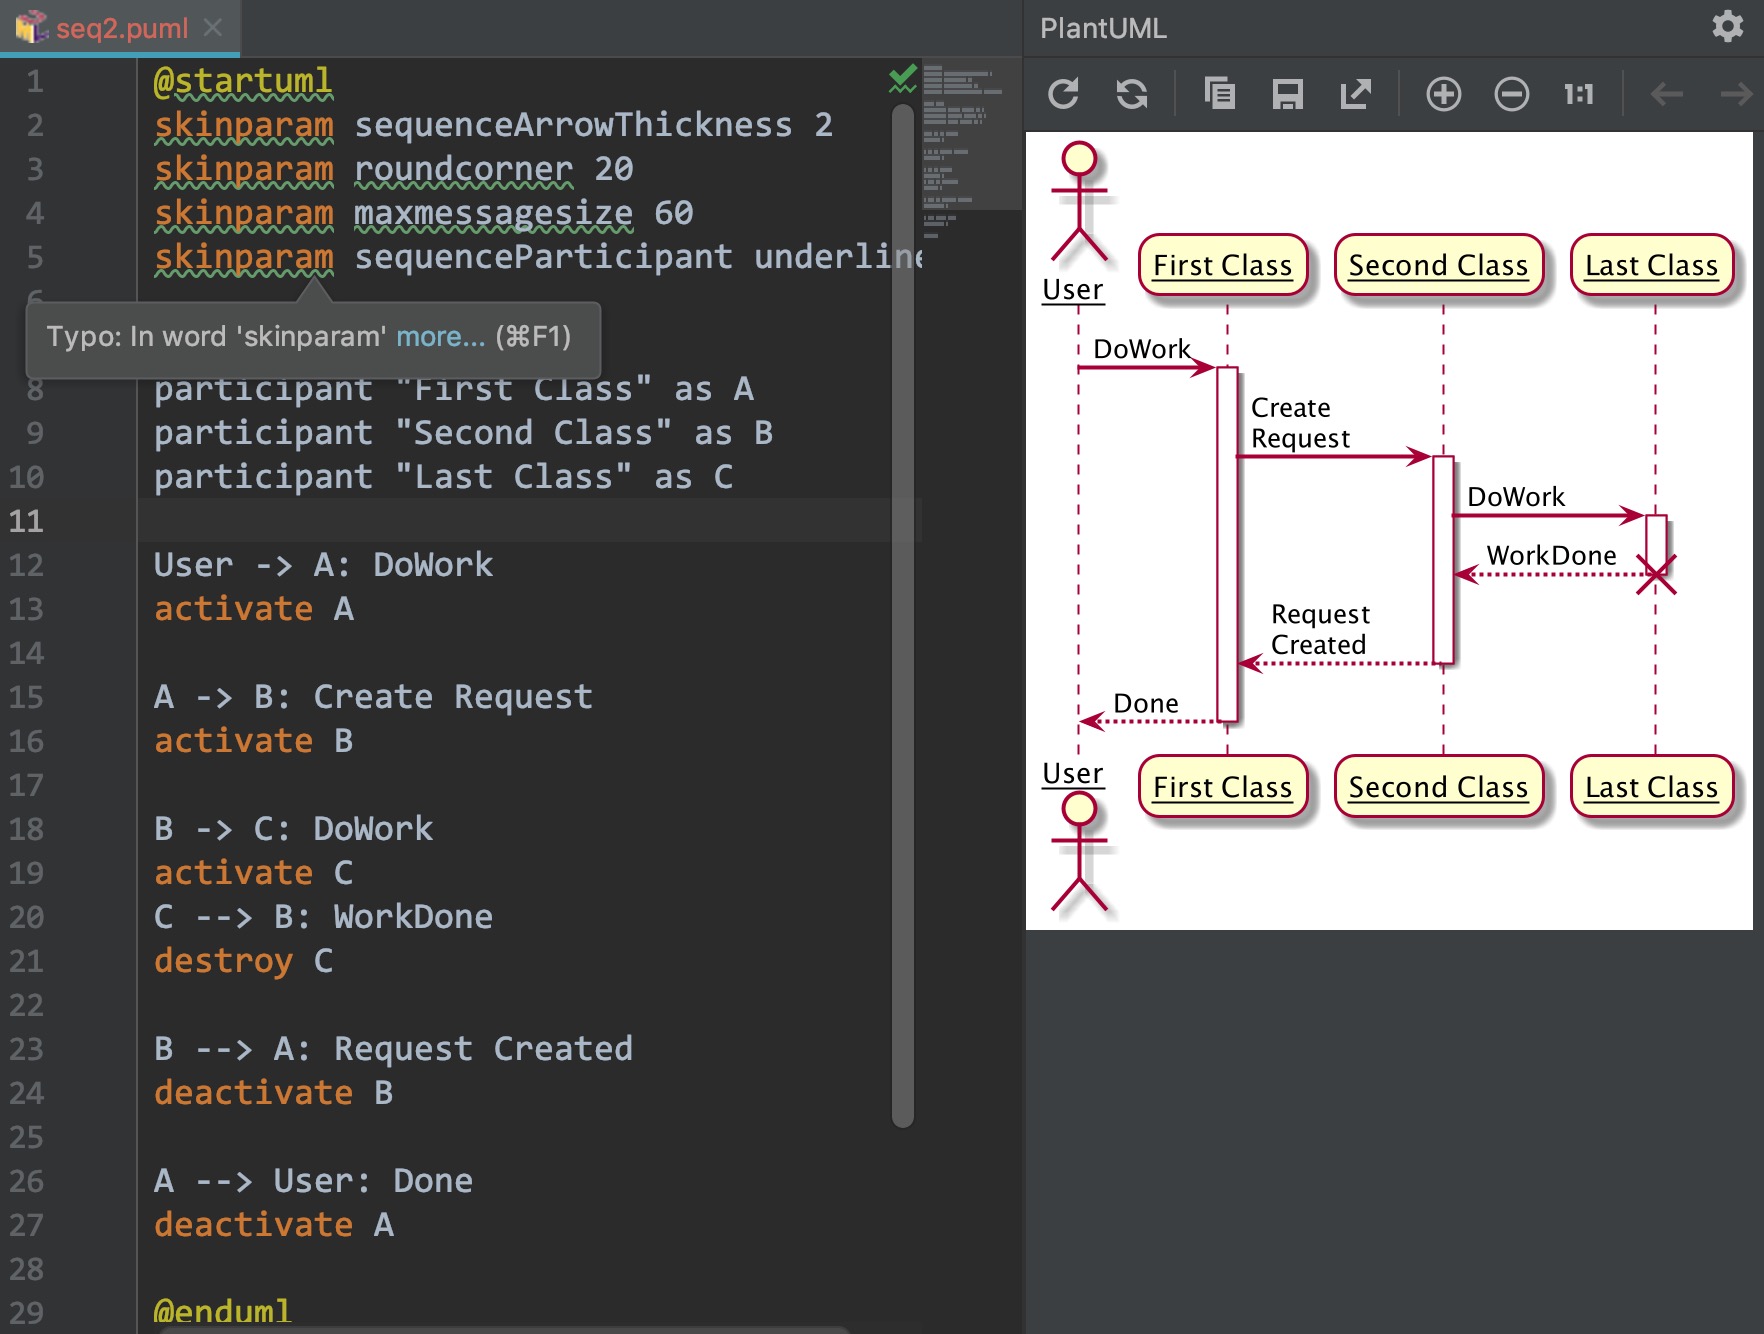 seq2.puml
1 @startuml
2 skinparam sequenceArrowThickness 2
3 skinparam roundcorner 20
4 skinparam maxmessagesize 60
5 skinparam sequenceParticipant underline
Typo: In word 'skinparam' more... (⌘F1)
8 participant "First Class" as A
9 participant "Second Class" as B
10 participant "Last Class" as C
11
12 User -> A: DoWork
13 activate A
14
15 A -> B: Create Request
16 activate B
17
18 B -> C: DoWork
19 activate C
20 C --> B: WorkDone
21 destroy C
22
23 B --> A: Request Created
24 deactivate B
25
26 A --> User: Done
27 deactivate A
28
29 @enduml
PlantUML
1:1
User
First Class
Second Class
Last Class
DoWork
Create
Request
DoWork
WorkDone
Request
Created
Done
User
First Class
Second Class
Last Class